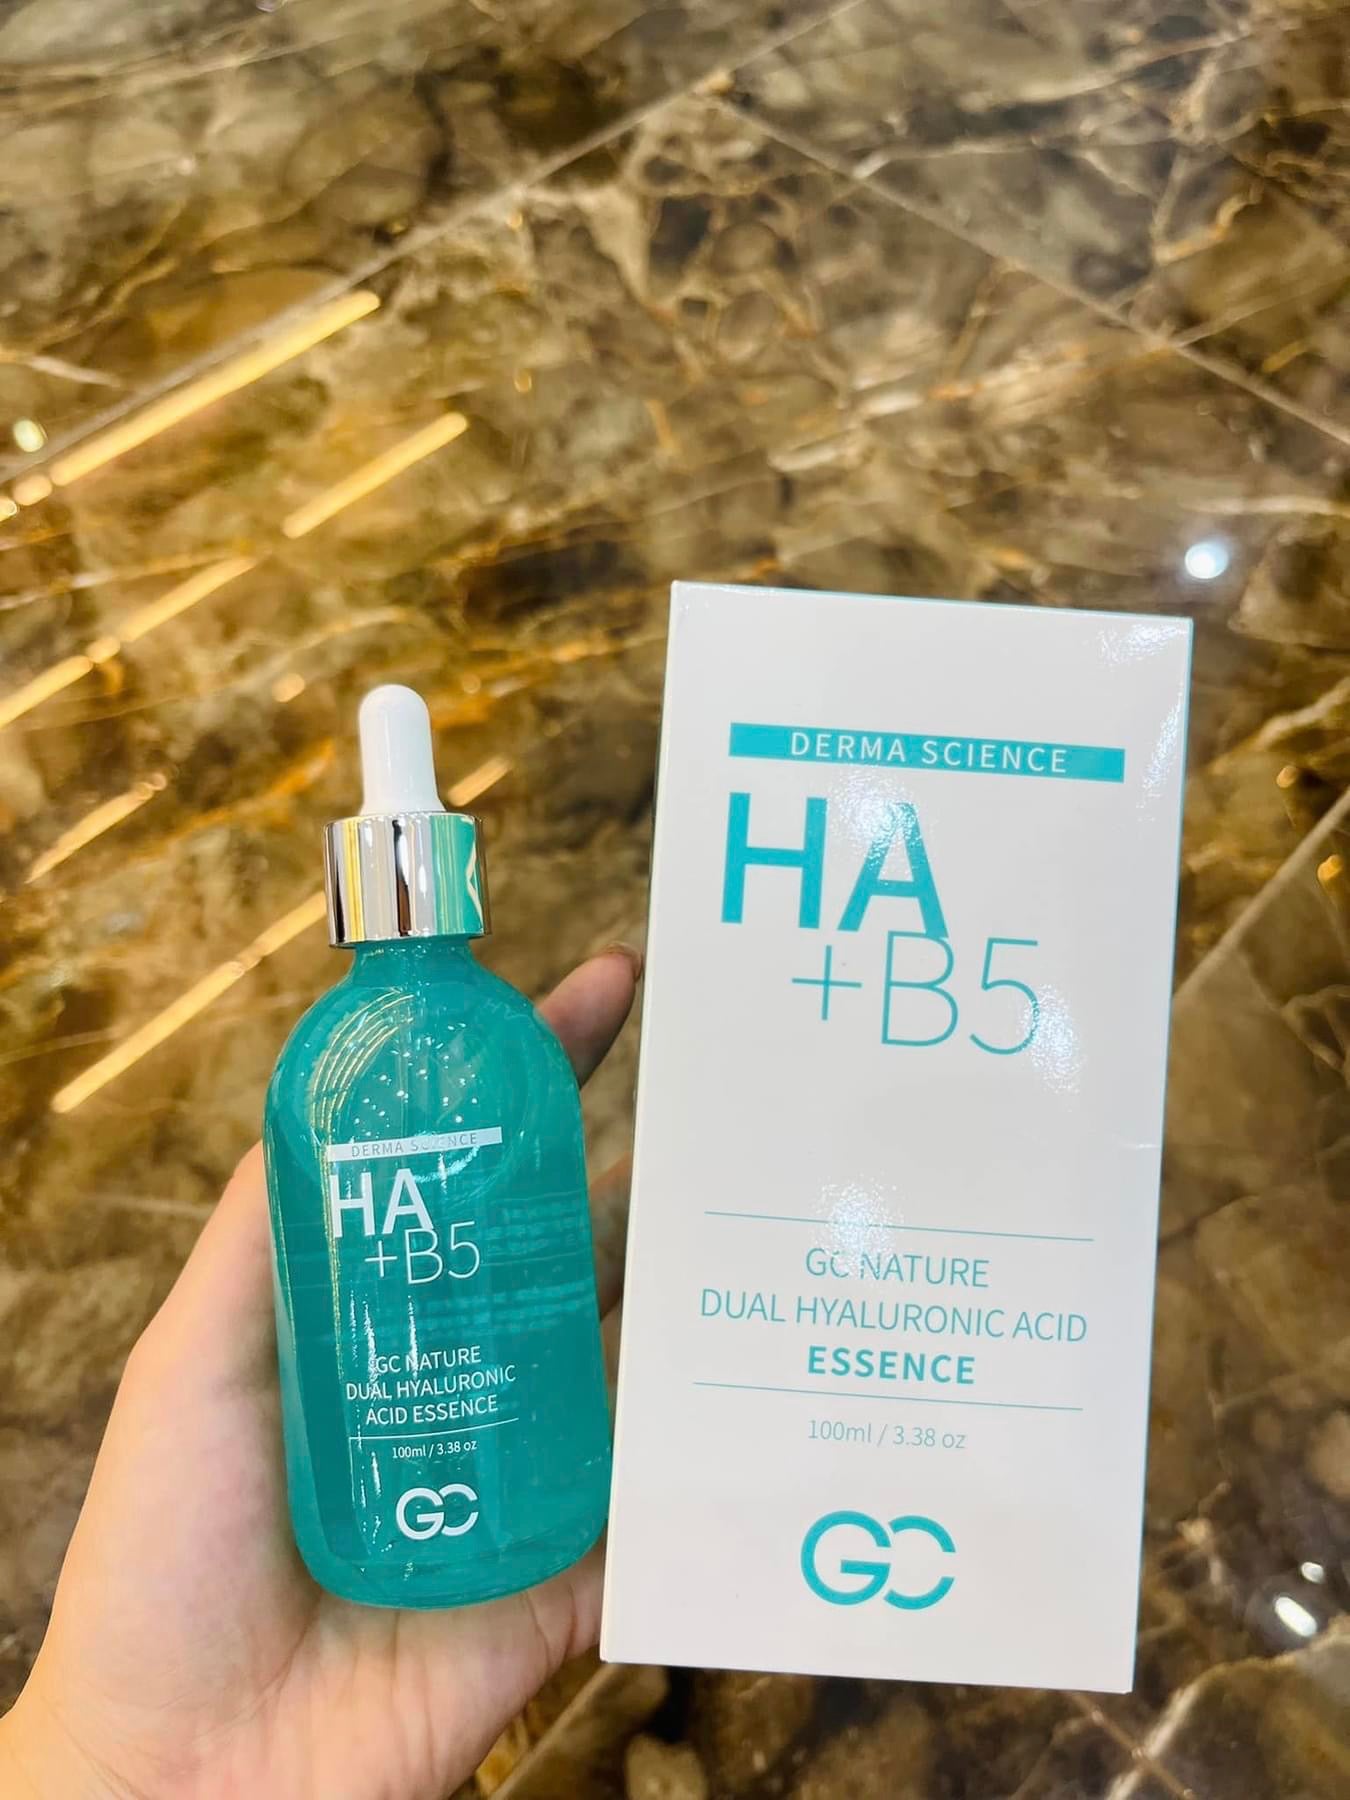 DERMA SCIENCE
HA
+B5
GC NATURE
DUAL HYALURONIC
ACID ESSENCE
100ml / 3.38 oz
GC
DERMA SCIENCE
HA
+B5
GC NATURE
DUAL HYALURONIC ACID
ESSENCE
100ml / 3.38 oz
GC